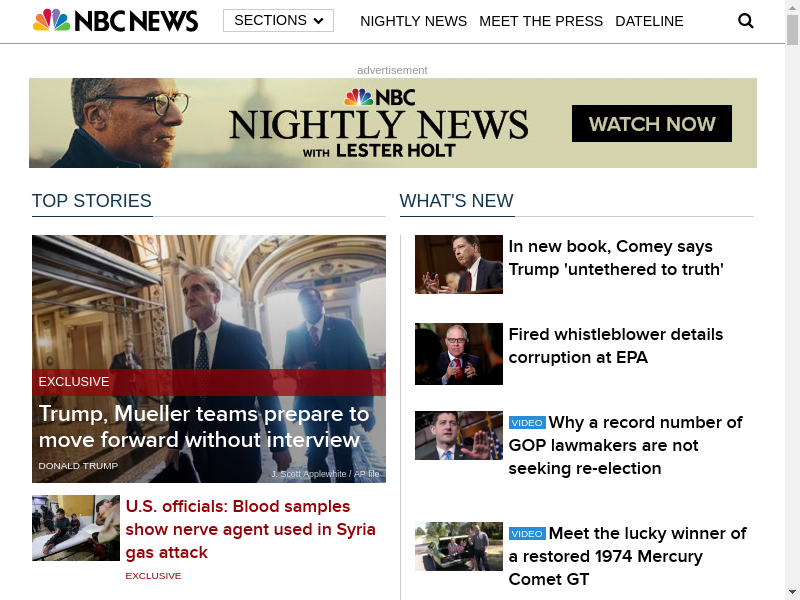 NBC NEWS
SECTIONS
NIGHTLY NEWS MEET THE PRESS DATELINE
advertisement
NBC
NIGHTLY NEWS
WITH LESTER HOLT
WATCH NOW
TOP STORIES
EXCLUSIVE
Trump, Mueller teams prepare to
move forward without interview
DONALD TRUMP
J. Scott Applewhite / AP file
U.S. officials: Blood samples
show nerve agent used in Syria
gas attack
EXCLUSIVE
WHAT'S NEW
In new book, Comey says
Trump 'untethered to truth'
Fired whistleblower details
corruption at EPA
VIDEO Why a record number of
GOP lawmakers are not
seeking re-election
VIDEO Meet the lucky winner of
a restored 1974 Mercury
Comet GT